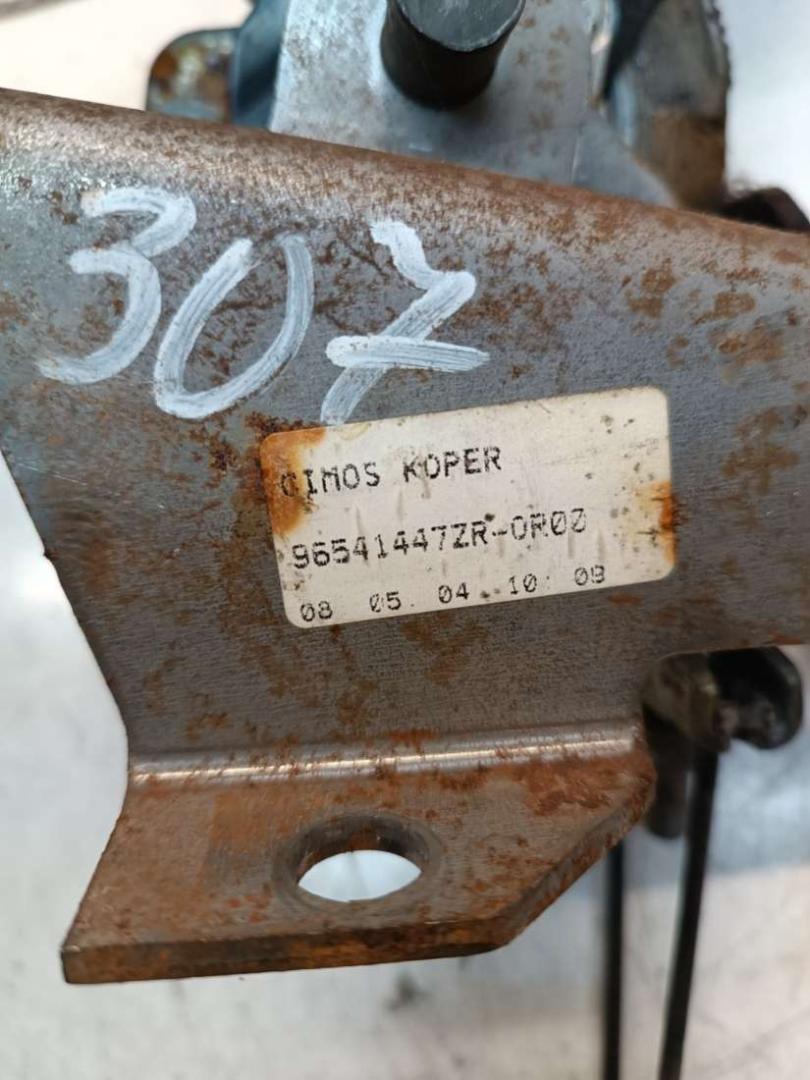 307
CIMOS KOPER
96541447ZR-0R00
08 05. 04. 10: 09